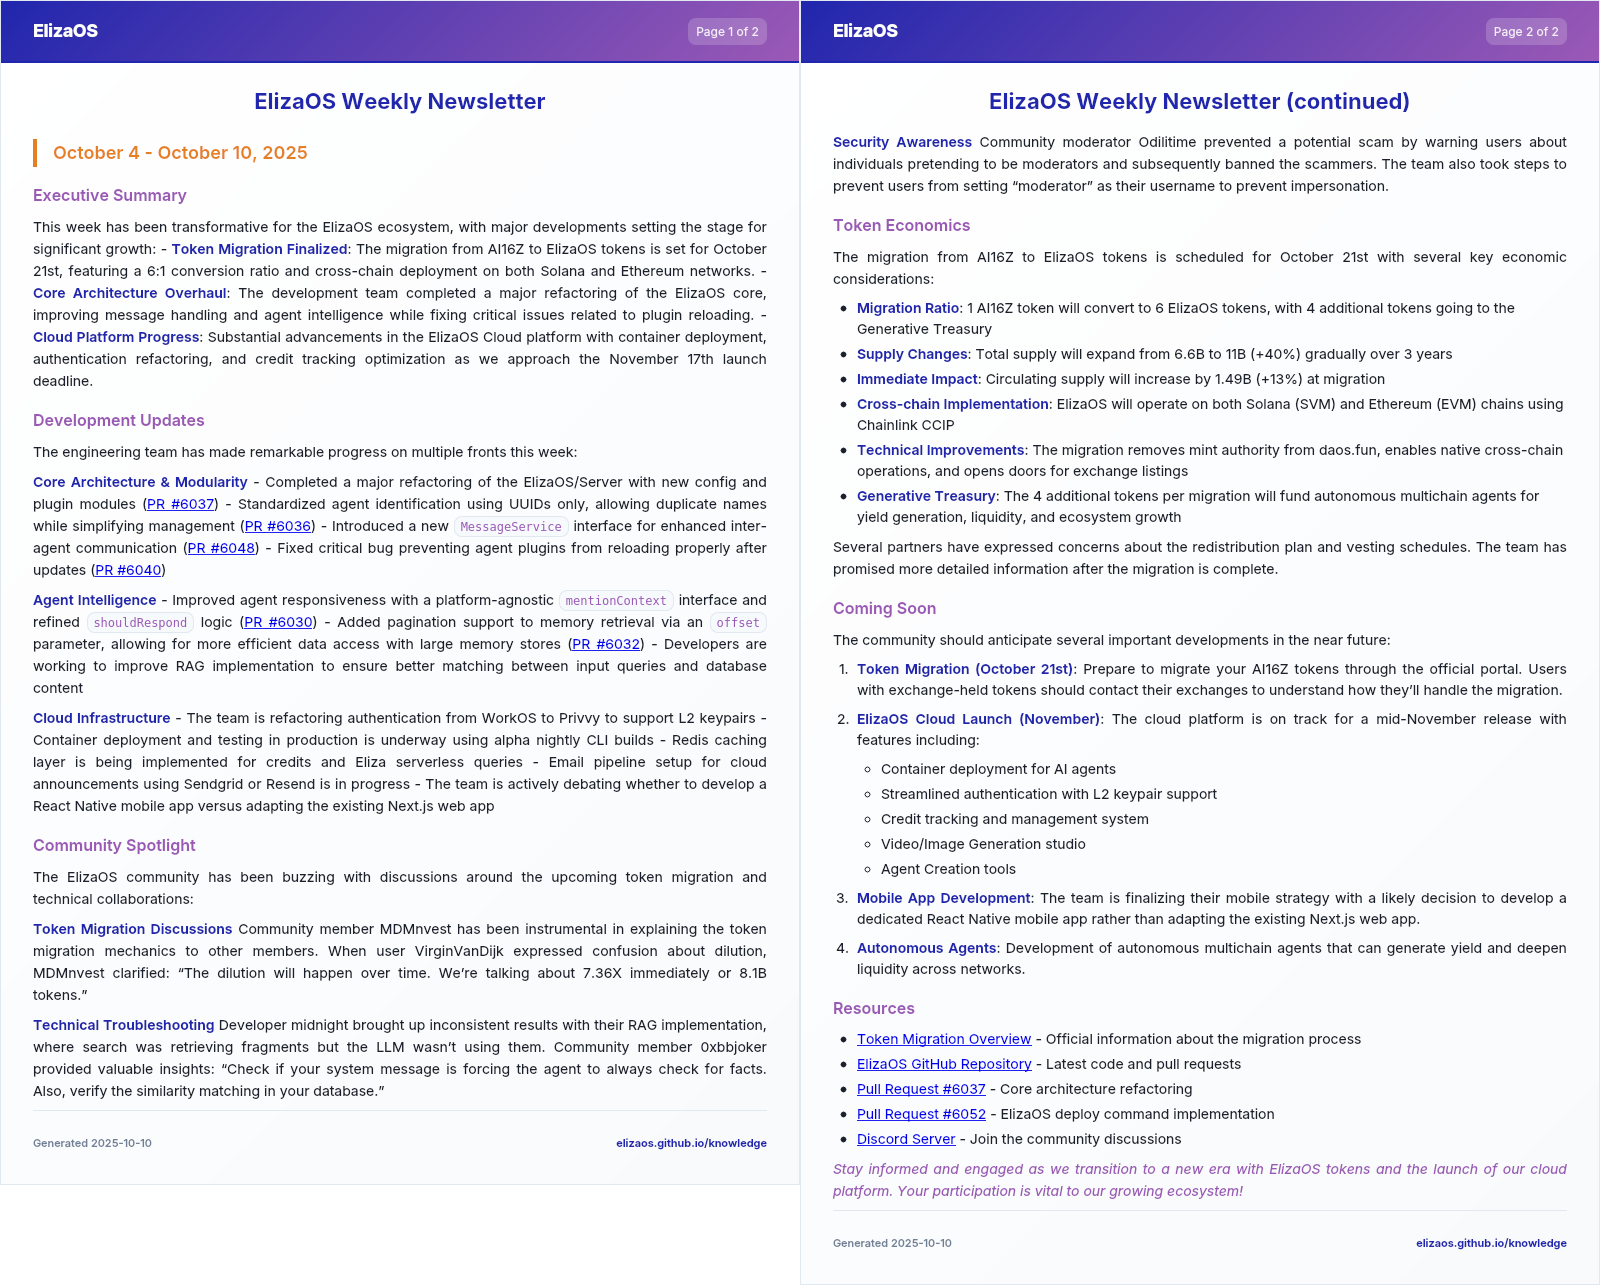 ElizaOS
Page 1 of 2
ElizaOS Weekly Newsletter
October 4 - October 10, 2025
Executive Summary
This week has been transformative for the ElizaOS ecosystem, with major developments setting the stage for
significant growth: - Token Migration Finalized: The migration from AI16Z to ElizaOS tokens is set for October
21st, featuring a 6:1 conversion ratio and cross-chain deployment on both Solana and Ethereum networks. -
Core Architecture Overhaul: The development team completed a major refactoring of the ElizaOS core,
improving message handling and agent intelligence while fixing critical issues related to plugin reloading. -
Cloud Platform Progress: Substantial advancements in the ElizaOS Cloud platform with container deployment,
authentication refactoring, and credit tracking optimization as we approach the November 17th launch
deadline.
Development Updates
The engineering team has made remarkable progress on multiple fronts this week:
Core Architecture & Modularity - Completed a major refactoring of the ElizaOS/Server with new config and
plugin modules (PR #6037) - Standardized agent identification using UUIDs only, allowing duplicate names
while simplifying management (PR #6036) - Introduced a new MessageService interface for enhanced inter-
agent communication (PR #6048) - Fixed critical bug preventing agent plugins from reloading properly after
updates (PR #6040)
Agent Intelligence - Improved agent responsiveness with a platform-agnostic mentionContext interface and
refined shouldRespond logic (PR #6030) - Added pagination support to memory retrieval via an offset
parameter, allowing for more efficient data access with large memory stores (PR #6032) - Developers are
working to improve RAG implementation to ensure better matching between input queries and database
content
Cloud Infrastructure - The team is refactoring authentication from WorkOS to Privvy to support L2 keypairs -
Container deployment and testing in production is underway using alpha nightly CLI builds - Redis caching
layer is being implemented for credits and Eliza serverless queries - Email pipeline setup for cloud
announcements using Sendgrid or Resend is in progress - The team is actively debating whether to develop a
React Native mobile app versus adapting the existing Next.js web app
Community Spotlight
The ElizaOS community has been buzzing with discussions around the upcoming token migration and
technical collaborations:
Token Migration Discussions Community member MDMnvest has been instrumental in explaining the token
migration mechanics to other members. When user VirginVanDijk expressed confusion about dilution,
MDMnvest clarified: “The dilution will happen over time. We’re talking about 7.36X immediately or 8.1B
tokens.”
Technical Troubleshooting Developer midnight brought up inconsistent results with their RAG implementation,
where search was retrieving fragments but the LLM wasn’t using them. Community member 0xbbjoker
provided valuable insights: “Check if your system message is forcing the agent to always check for facts.
Also, verify the similarity matching in your database.”
Generated 2025-10-10
elizaos.github.io/knowledge
ElizaOS
Page 2 of 2
ElizaOS Weekly Newsletter (continued)
Security Awareness Community moderator Odilitime prevented a potential scam by warning users about
individuals pretending to be moderators and subsequently banned the scammers. The team also took steps to
prevent users from setting “moderator” as their username to prevent impersonation.
Token Economics
The migration from AI16Z to ElizaOS tokens is scheduled for October 21st with several key economic
considerations:
• Migration Ratio: 1 AI16Z token will convert to 6 ElizaOS tokens, with 4 additional tokens going to the
Generative Treasury
• Supply Changes: Total supply will expand from 6.6B to 11B (+40%) gradually over 3 years
• Immediate Impact: Circulating supply will increase by 1.49B (+13%) at migration
• Cross-chain Implementation: ElizaOS will operate on both Solana (SVM) and Ethereum (EVM) chains using
Chainlink CCIP
• Technical Improvements: The migration removes mint authority from daos.fun, enables native cross-chain
operations, and opens doors for exchange listings
• Generative Treasury: The 4 additional tokens per migration will fund autonomous multichain agents for
yield generation, liquidity, and ecosystem growth
Several partners have expressed concerns about the redistribution plan and vesting schedules. The team has
promised more detailed information after the migration is complete.
Coming Soon
The community should anticipate several important developments in the near future:
1. Token Migration (October 21st): Prepare to migrate your AI16Z tokens through the official portal. Users
with exchange-held tokens should contact their exchanges to understand how they’ll handle the migration.
2. ElizaOS Cloud Launch (November): The cloud platform is on track for a mid-November release with
features including:
◦ Container deployment for AI agents
◦ Streamlined authentication with L2 keypair support
◦ Credit tracking and management system
◦ Video/Image Generation studio
◦ Agent Creation tools
3. Mobile App Development: The team is finalizing their mobile strategy with a likely decision to develop a
dedicated React Native mobile app rather than adapting the existing Next.js web app.
4. Autonomous Agents: Development of autonomous multichain agents that can generate yield and deepen
liquidity across networks.
Resources
• Token Migration Overview - Official information about the migration process
• ElizaOS GitHub Repository - Latest code and pull requests
• Pull Request #6037 - Core architecture refactoring
• Pull Request #6052 - ElizaOS deploy command implementation
• Discord Server - Join the community discussions
Stay informed and engaged as we transition to a new era with ElizaOS tokens and the launch of our cloud
platform. Your participation is vital to our growing ecosystem!
Generated 2025-10-10
elizaos.github.io/knowledge